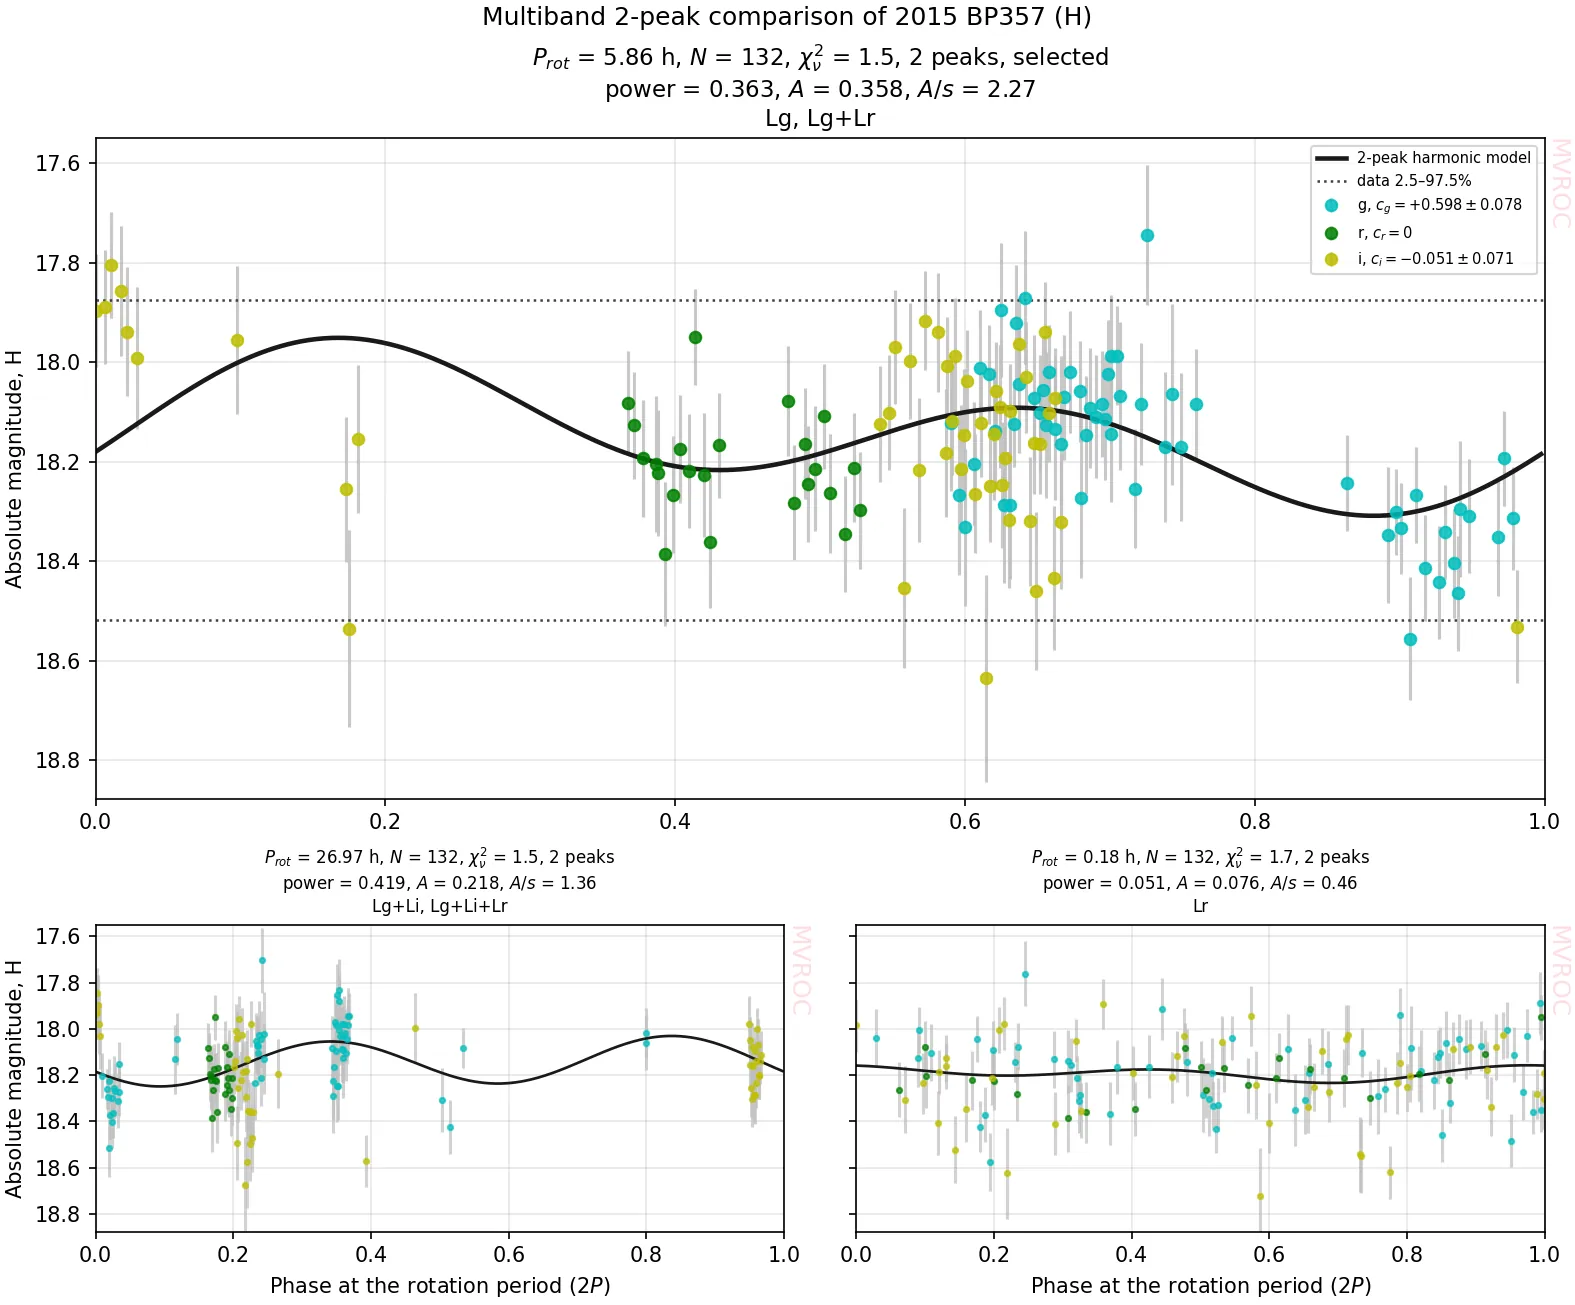 Multiband 2-peak comparison of 2015 BP357 (H)
P_rot = 5.86 h, N = 132, χ²_ν = 1.5, 2 peaks, selected
power = 0.363, A = 0.358, A/s = 2.27
Lg, Lg+Lr
2-peak harmonic model
data 2.5–97.5%
g, c_g = +0.598 ± 0.078
r, c_r = 0
i, c_i = −0.051 ± 0.071
MVROC
Absolute magnitude, H
17.6
17.8
18.0
18.2
18.4
18.6
18.8
0.0 0.2 0.4 0.6 0.8 1.0
P_rot = 26.97 h, N = 132, χ²_ν = 1.5, 2 peaks
power = 0.419, A = 0.218, A/s = 1.36
Lg+Li, Lg+Li+Lr
MVROC
Absolute magnitude, H
17.6
17.8
18.0
18.2
18.4
18.6
18.8
0.0 0.2 0.4 0.6 0.8 1.0
Phase at the rotation period (2P)
P_rot = 0.18 h, N = 132, χ²_ν = 1.7, 2 peaks
power = 0.051, A = 0.076, A/s = 0.46
Lr
MVROC
0.0 0.2 0.4 0.6 0.8 1.0
Phase at the rotation period (2P)